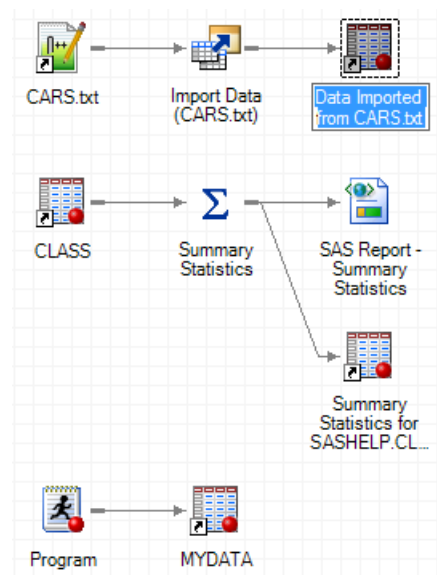 CARS.txt
Import Data
(CARS.txt)
Data Imported
from CARS.txt
CLASS
Summary
Statistics
SAS Report -
Summary
Statistics
Summary
Statistics for
SASHELP.CL...
Program
MYDATA